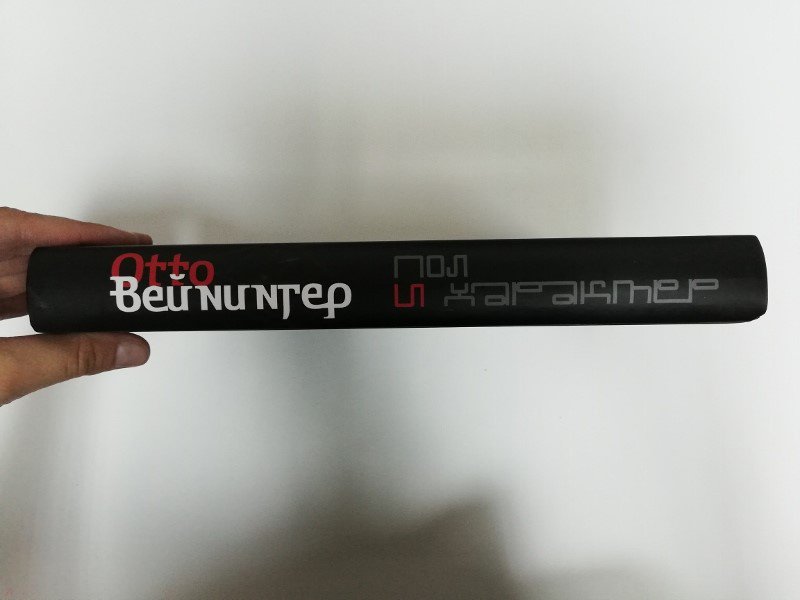 Отто
Вейнингер
пол
и характер